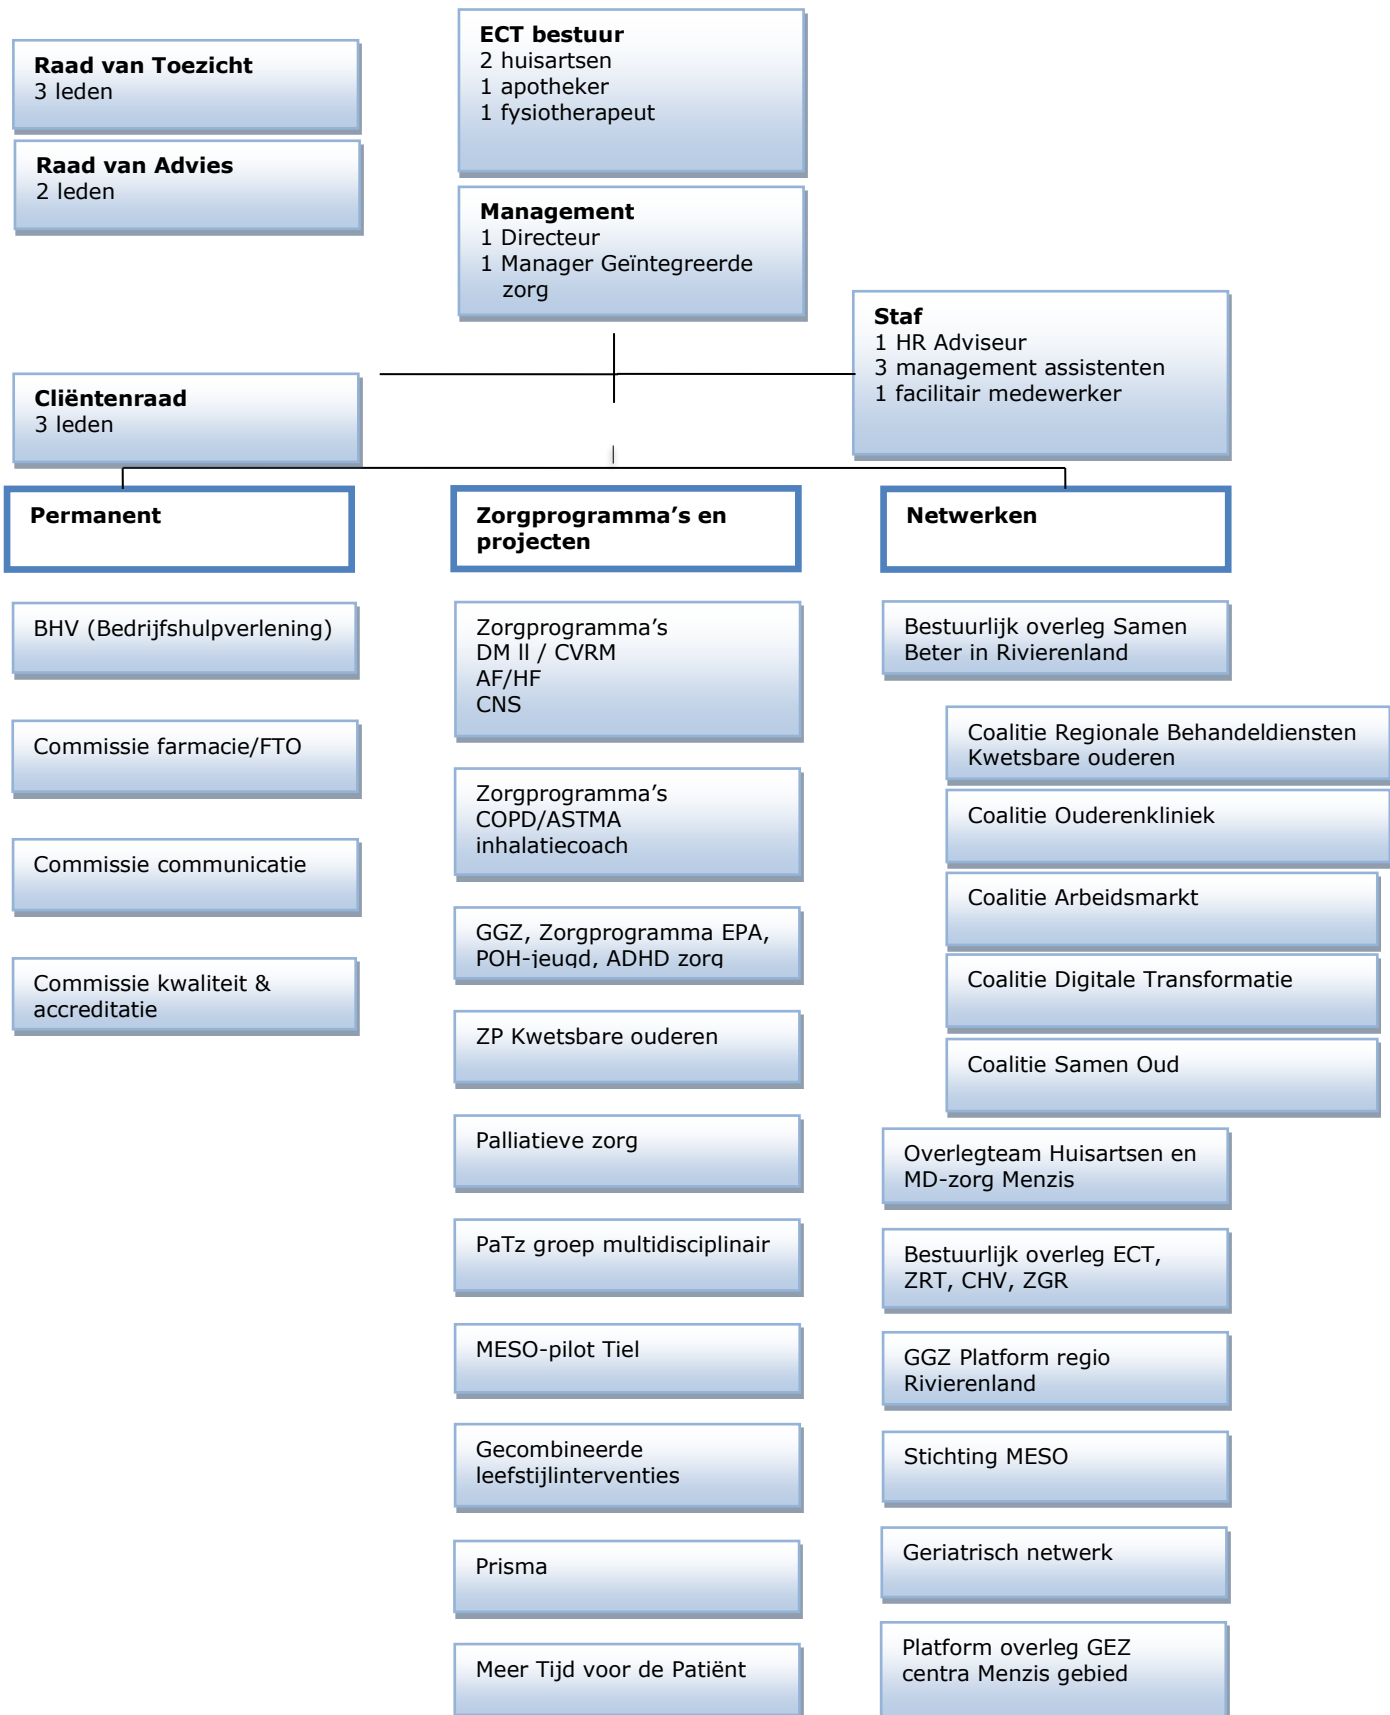 Raad van Toezicht
3 leden
Raad van Advies
2 leden
ECT bestuur
2 huisartsen
1 apotheker
1 fysiotherapeut
Management
1 Directeur
1 Manager Geïntegreerde
zorg
Staf
1 HR Adviseur
3 management assistenten
1 facilitair medewerker
Cliëntenraad
3 leden
Permanent
BHV (Bedrijfshulpverlening)
Commissie farmacie/FTO
Commissie communicatie
Commissie kwaliteit &
accreditatie
Zorgprogramma’s en
projecten
Zorgprogramma’s
DM ll / CVRM
AF/HF
CNS
Zorgprogramma’s
COPD/ASTMA
inhalatiecoach
GGZ, Zorgprogramma EPA,
POH-jeugd, ADHD zorg
ZP Kwetsbare ouderen
Palliatieve zorg
PaTz groep multidisciplinair
MESO-pilot Tiel
Gecombineerde
leefstijlinterventies
Prisma
Meer Tijd voor de Patiënt
Netwerken
Bestuurlijk overleg Samen
Beter in Rivierenland
Coalitie Regionale Behandeldiensten
Kwetsbare ouderen
Coalitie Ouderenkliniek
Coalitie Arbeidsmarkt
Coalitie Digitale Transformatie
Coalitie Samen Oud
Overlegteam Huisartsen en
MD-zorg Menzis
Bestuurlijk overleg ECT,
ZRT, CHV, ZGR
GGZ Platform regio
Rivierenland
Stichting MESO
Geriatrisch netwerk
Platform overleg GEZ
centra Menzis gebied